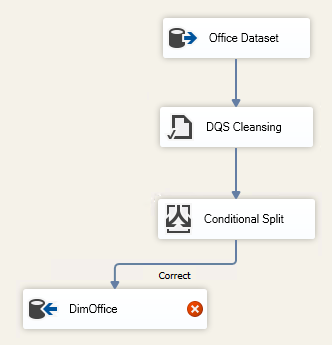 Office Dataset
DQS Cleansing
Conditional Split
Correct
DimOffice